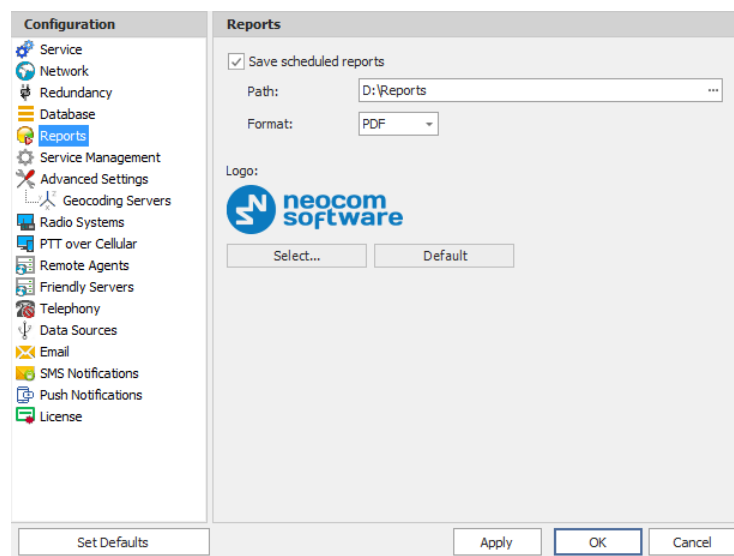 Configuration
Service
Network
Redundancy
Database
Reports
Service Management
Advanced Settings
Geocoding Servers
Radio Systems
PTT over Cellular
Remote Agents
Friendly Servers
Telephony
Data Sources
Email
SMS Notifications
Push Notifications
License
Reports
Save scheduled reports
Path: D:\Reports ...
Format: PDF
Logo:
neocom
software
Select... Default
Set Defaults Apply OK Cancel